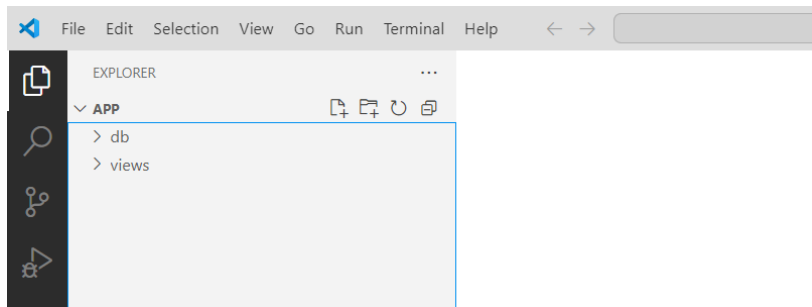 File Edit Selection View Go Run Terminal Help
EXPLORER
APP
db
views